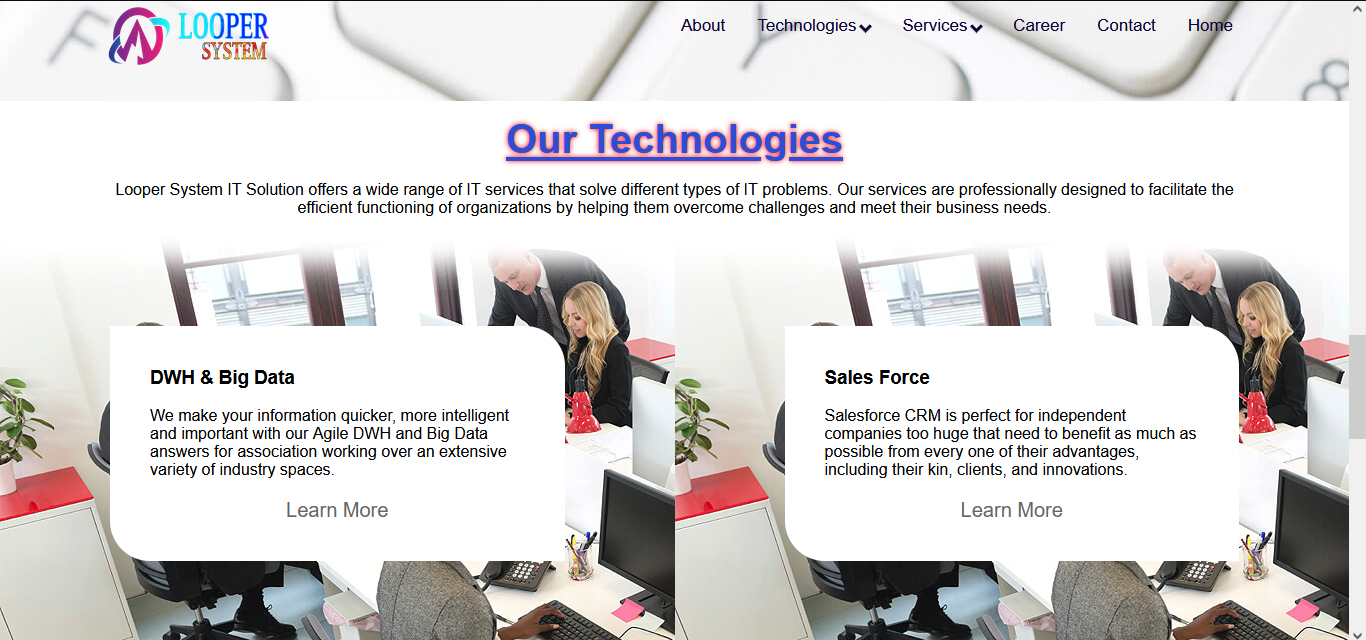 LOOPER
SYSTEM
About Technologies Services Career Contact Home
F
Y
8
Our Technologies
Looper System IT Solution offers a wide range of IT services that solve different types of IT problems. Our services are professionally designed to facilitate the
efficient functioning of organizations by helping them overcome challenges and meet their business needs.
DWH & Big Data
We make your information quicker, more intelligent
and important with our Agile DWH and Big Data
answers for association working over an extensive
variety of industry spaces.
Learn More
Sales Force
Salesforce CRM is perfect for independent
companies too huge that need to benefit as much as
possible from every one of their advantages,
including their kin, clients, and innovations.
Learn More